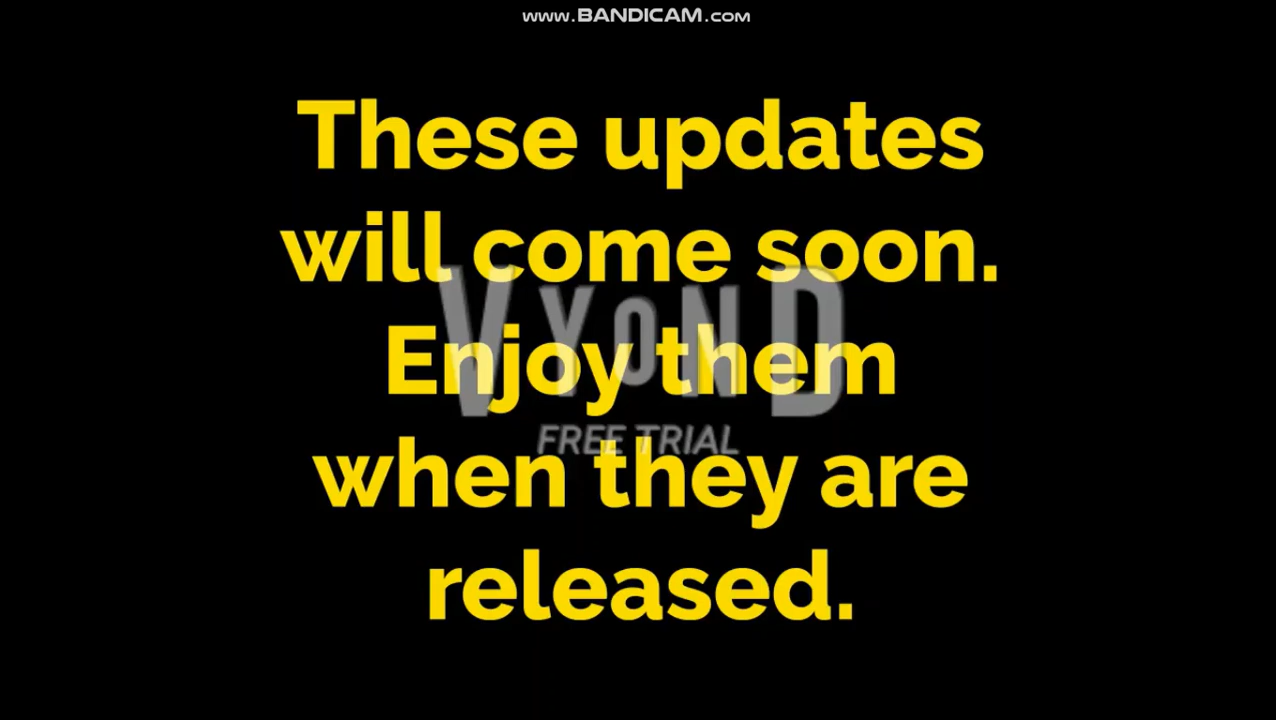 www.BANDICAM.com
These updates
will come soon.
VYOND
Enjoy them
FREE TRIAL
when they are
released.